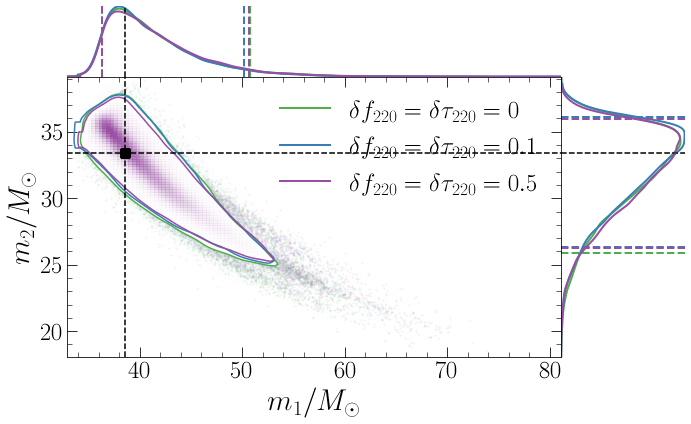 δf₂₂₀ = δτ₂₂₀ = 0
δf₂₂₀ = δτ₂₂₀ = 0.1
δf₂₂₀ = δτ₂₂₀ = 0.5
35
30
25
20
m₂/M☉
40 50 60 70 80
m₁/M☉